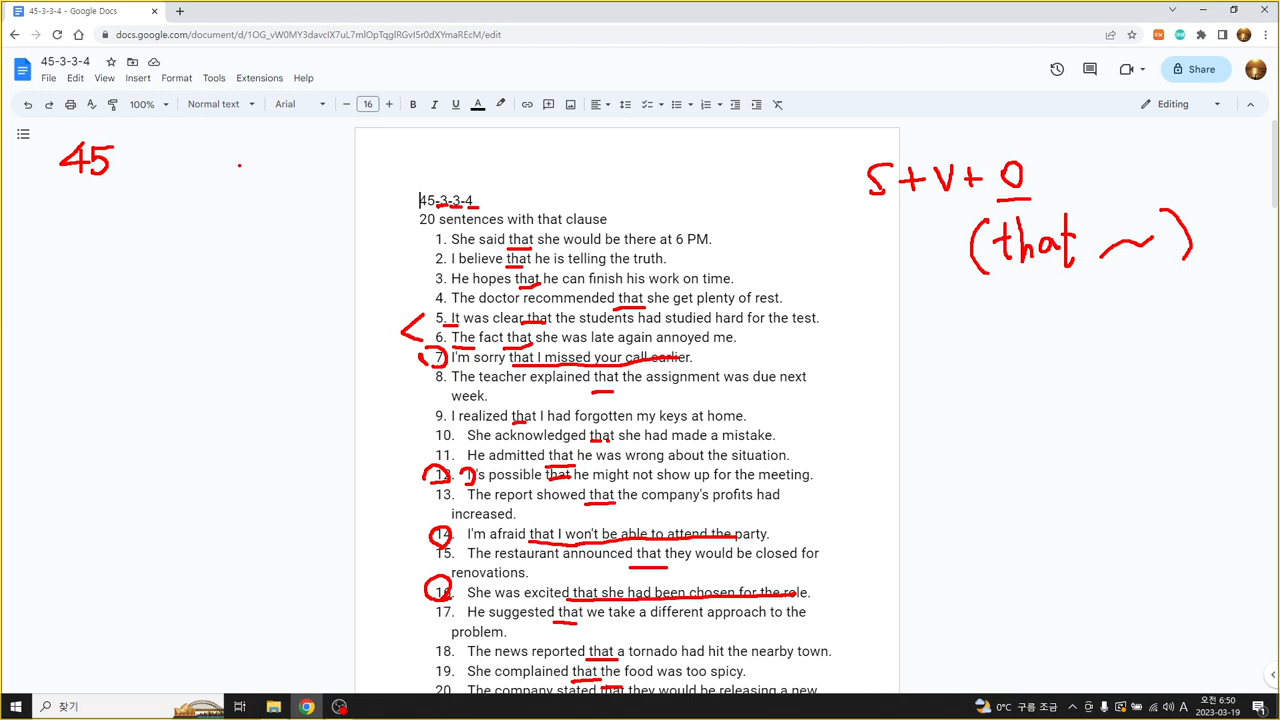 45-3-3-4 - Google Docs
docs.google.com/document/d/1OG_vW0MY3davcIX7uL7mlOpTqglRGvI5r0dXYmaREcM/edit
45-3-3-4
File Edit View Insert Format Tools Extensions Help
Share
100% Normal text Arial 16 Editing
45
S + V + O
(that ~)
45-3-3-4
20 sentences with that clause
1. She said that she would be there at 6 PM.
2. I believe that he is telling the truth.
3. He hopes that he can finish his work on time.
4. The doctor recommended that she get plenty of rest.
5. It was clear that the students had studied hard for the test.
6. The fact that she was late again annoyed me.
7. I'm sorry that I missed your call earlier.
8. The teacher explained that the assignment was due next
week.
9. I realized that I had forgotten my keys at home.
10. She acknowledged that she had made a mistake.
11. He admitted that he was wrong about the situation.
12. It's possible that he might not show up for the meeting.
13. The report showed that the company's profits had
increased.
14. I'm afraid that I won't be able to attend the party.
15. The restaurant announced that they would be closed for
renovations.
16. She was excited that she had been chosen for the role.
17. He suggested that we take a different approach to the
problem.
18. The news reported that a tornado had hit the nearby town.
19. She complained that the food was too spicy.
20. The company stated that they would be releasing a new
찾기
0°C 구름 조금
A
오전 6:50
2023-03-19